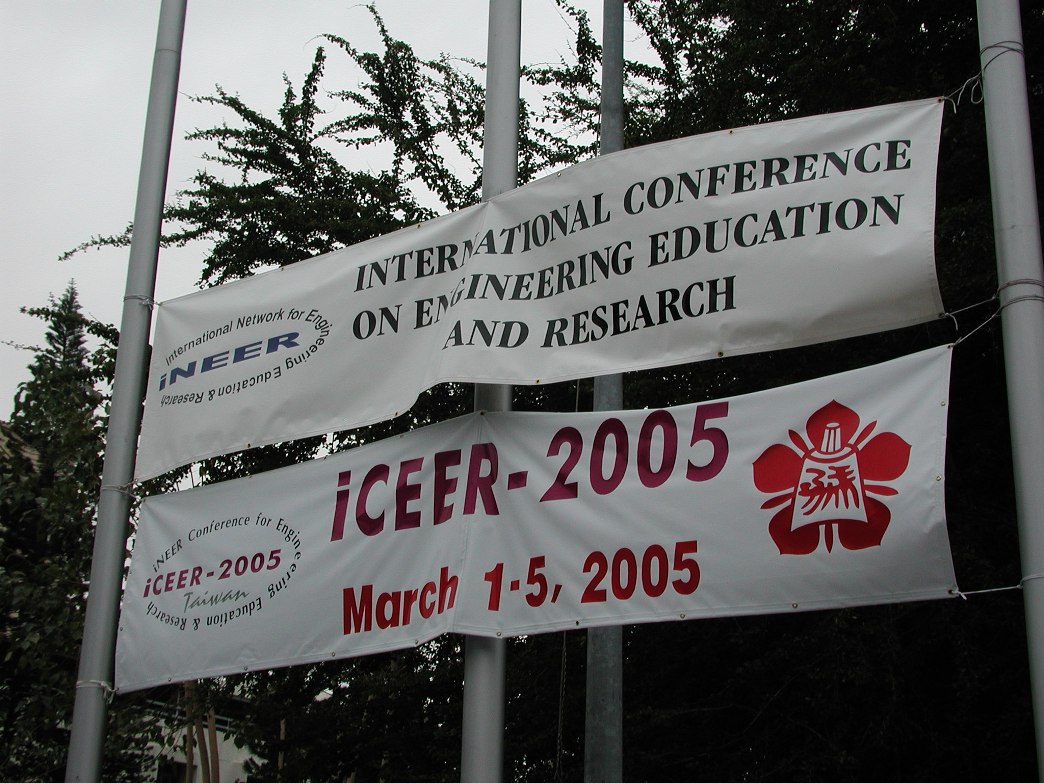 International Network for Engineering Education & Research
iNEER
INTERNATIONAL CONFERENCE
ON ENGINEERING EDUCATION
AND RESEARCH
iNEER Conference for Engineering Education & Research
iCEER-2005
Taiwan
iCEER-2005
March 1-5, 2005